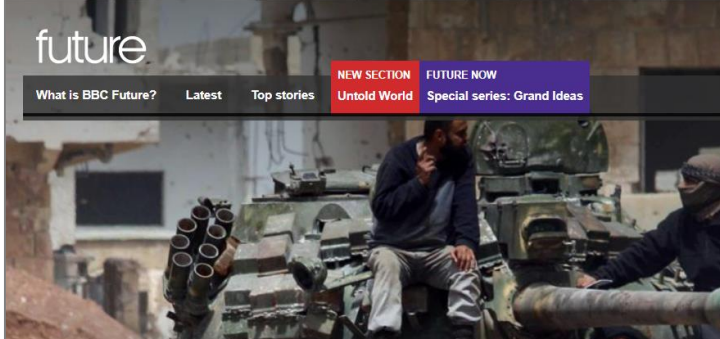 future
NEW SECTION
FUTURE NOW
What is BBC Future?
Latest
Top stories
Untold World
Special series: Grand Ideas